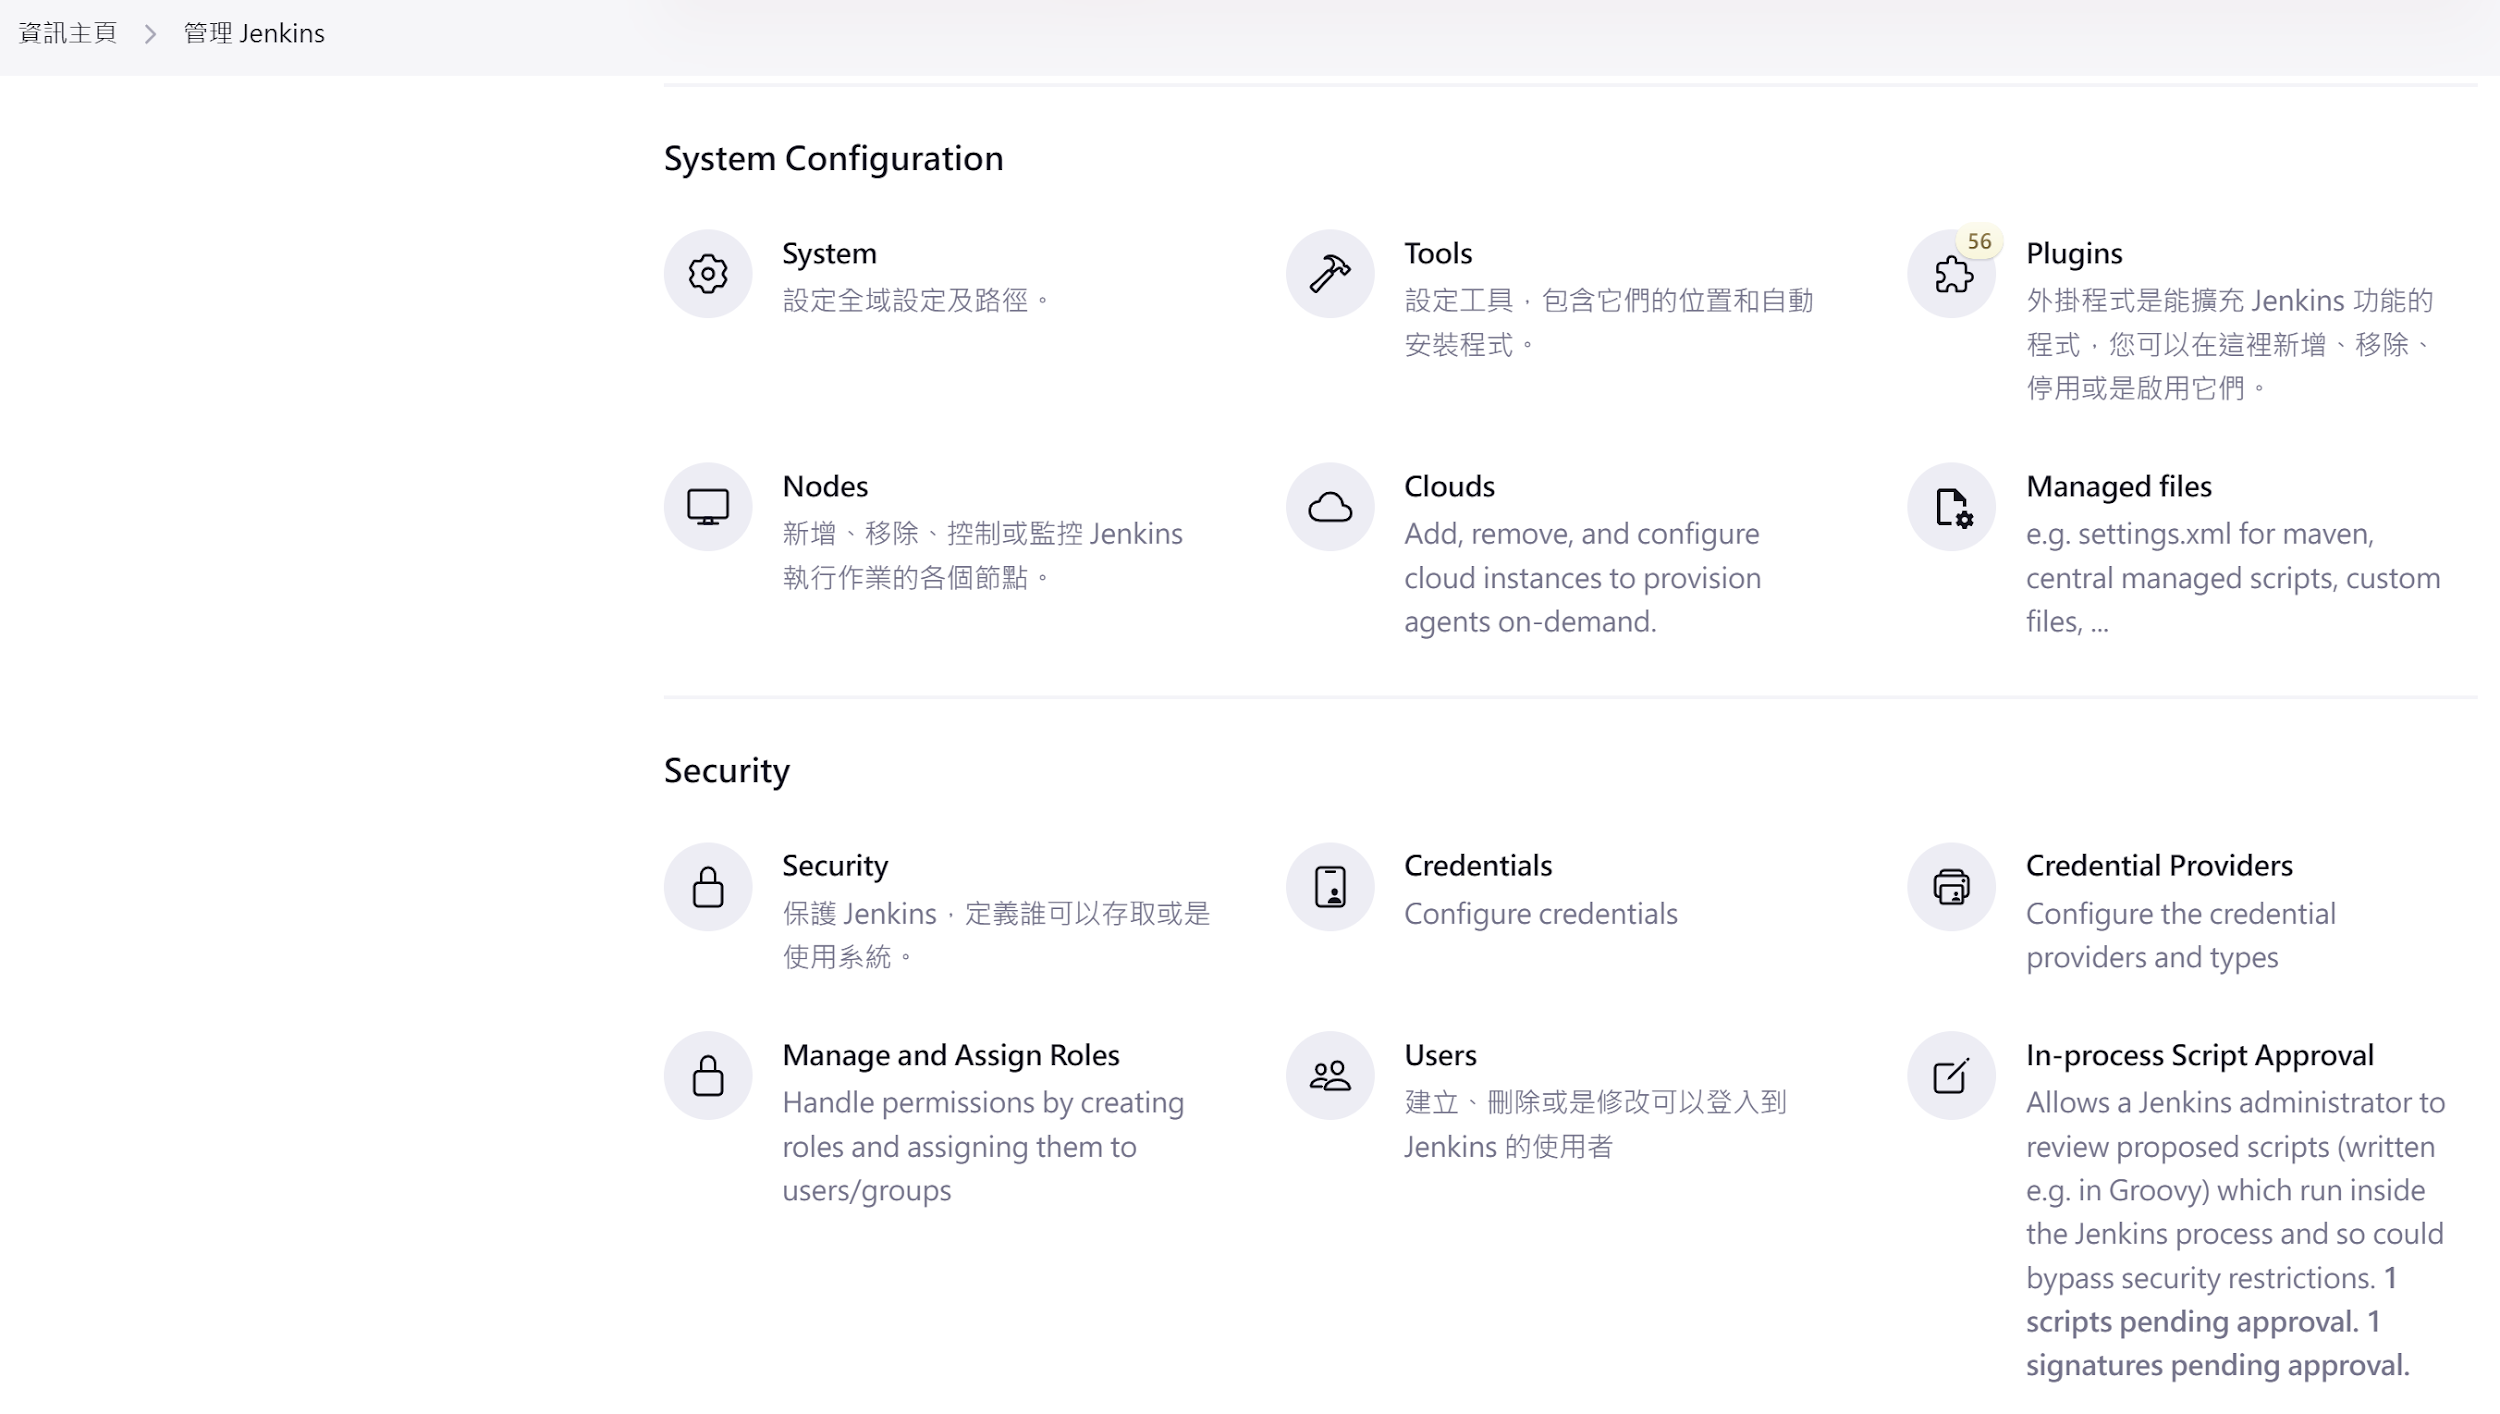 資訊主頁 管理 Jenkins
System Configuration
System
設定全域設定及路徑。
Tools
設定工具，包含它們的位置和自動
安裝程式。
56
Plugins
外掛程式是能擴充 Jenkins 功能的
程式，您可以在這裡新增、移除、
停用或是啟用它們。
Nodes
新增、移除、控制或監控 Jenkins
執行作業的各個節點。
Clouds
Add, remove, and configure
cloud instances to provision
agents on-demand.
Managed files
e.g. settings.xml for maven,
central managed scripts, custom
files, ...
Security
Security
保護 Jenkins，定義誰可以存取或是
使用系統。
Credentials
Configure credentials
Credential Providers
Configure the credential
providers and types
Manage and Assign Roles
Handle permissions by creating
roles and assigning them to
users/groups
Users
建立、刪除或是修改可以登入到
Jenkins 的使用者
In-process Script Approval
Allows a Jenkins administrator to
review proposed scripts (written
e.g. in Groovy) which run inside
the Jenkins process and so could
bypass security restrictions. 1
scripts pending approval. 1
signatures pending approval.